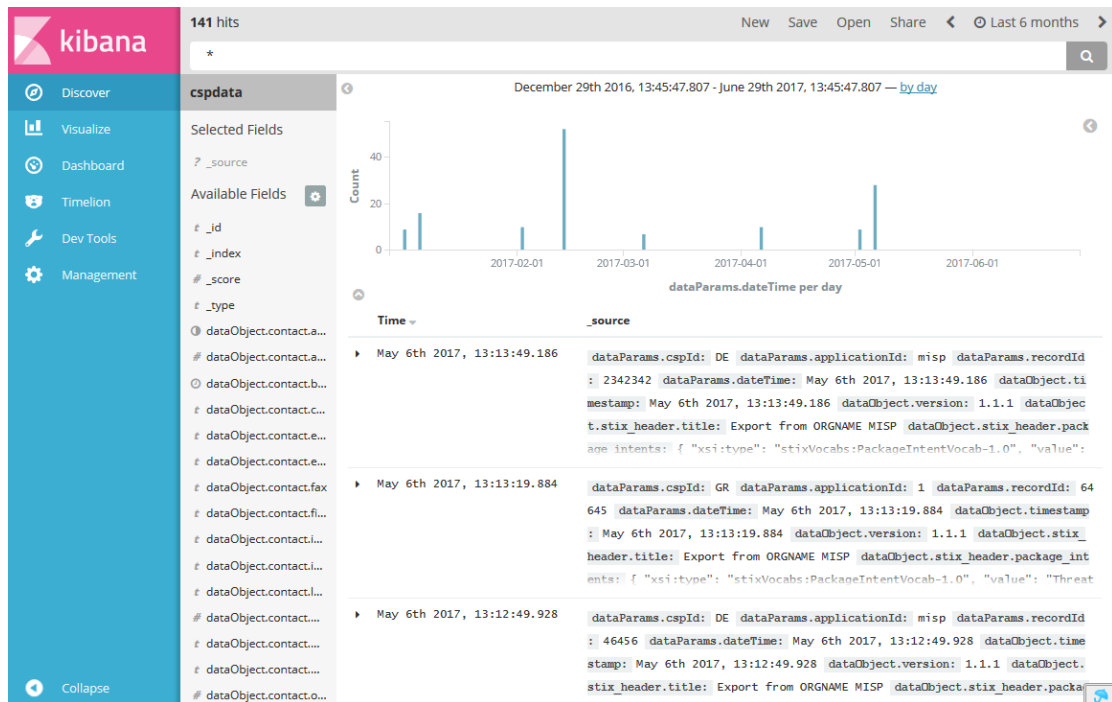 kibana
Discover
Visualize
Dashboard
Timelion
Dev Tools
Management
Collapse
141 hits
New Save Open Share Last 6 months
*
cspdata
Selected Fields
? _source
Available Fields
t _id
t _index
# _score
t _type
dataObject.contact.a...
# dataObject.contact.a...
dataObject.contact.b...
t dataObject.contact.c...
t dataObject.contact.e...
t dataObject.contact.e...
t dataObject.contact.fax
t dataObject.contact.fi...
t dataObject.contact.i...
t dataObject.contact.i...
t dataObject.contact.l...
# dataObject.contact....
t dataObject.contact....
t dataObject.contact....
# dataObject.contact.o...
December 29th 2016, 13:45:47.807 - June 29th 2017, 13:45:47.807 — by day
Count
40
20
0
2017-02-01 2017-03-01 2017-04-01 2017-05-01 2017-06-01
dataParams.dateTime per day
Time _source
May 6th 2017, 13:13:49.186
dataParams.cspId: DE dataParams.applicationId: misp dataParams.recordId
: 2342342 dataParams.dateTime: May 6th 2017, 13:13:49.186 dataObject.ti
mestamp: May 6th 2017, 13:13:49.186 dataObject.version: 1.1.1 dataObjec
t.stix_header.title: Export from ORGNAME MISP dataObject.stix_header.pack
age_intents: { "xsi:type": "stixVocabs:PackageIntentVocab-1.0", "value":
May 6th 2017, 13:13:19.884
dataParams.cspId: GR dataParams.applicationId: 1 dataParams.recordId: 64
645 dataParams.dateTime: May 6th 2017, 13:13:19.884 dataObject.timestamp
: May 6th 2017, 13:13:19.884 dataObject.version: 1.1.1 dataObject.stix_
header.title: Export from ORGNAME MISP dataObject.stix_header.package_int
ents: { "xsi:type": "stixVocabs:PackageIntentVocab-1.0", "value": "Threat
May 6th 2017, 13:12:49.928
dataParams.cspId: DE dataParams.applicationId: misp dataParams.recordId
: 46456 dataParams.dateTime: May 6th 2017, 13:12:49.928 dataObject.time
stamp: May 6th 2017, 13:12:49.928 dataObject.version: 1.1.1 dataObject.
stix_header.title: Export from ORGNAME MISP dataObject.stix_header.packa